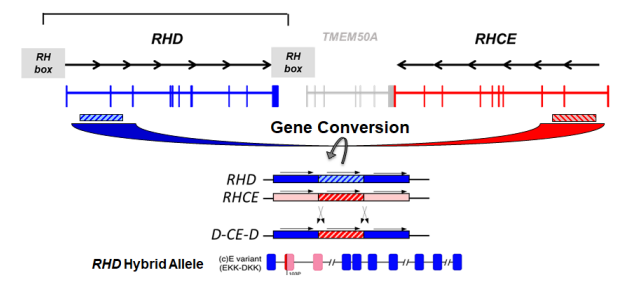 RHD
TMEM50A
RHCE
RH
box
RH
box
Gene Conversion
RHD
RHCE
D-CE-D
RHD Hybrid Allele
(c)E variant
(EKK-DKK)